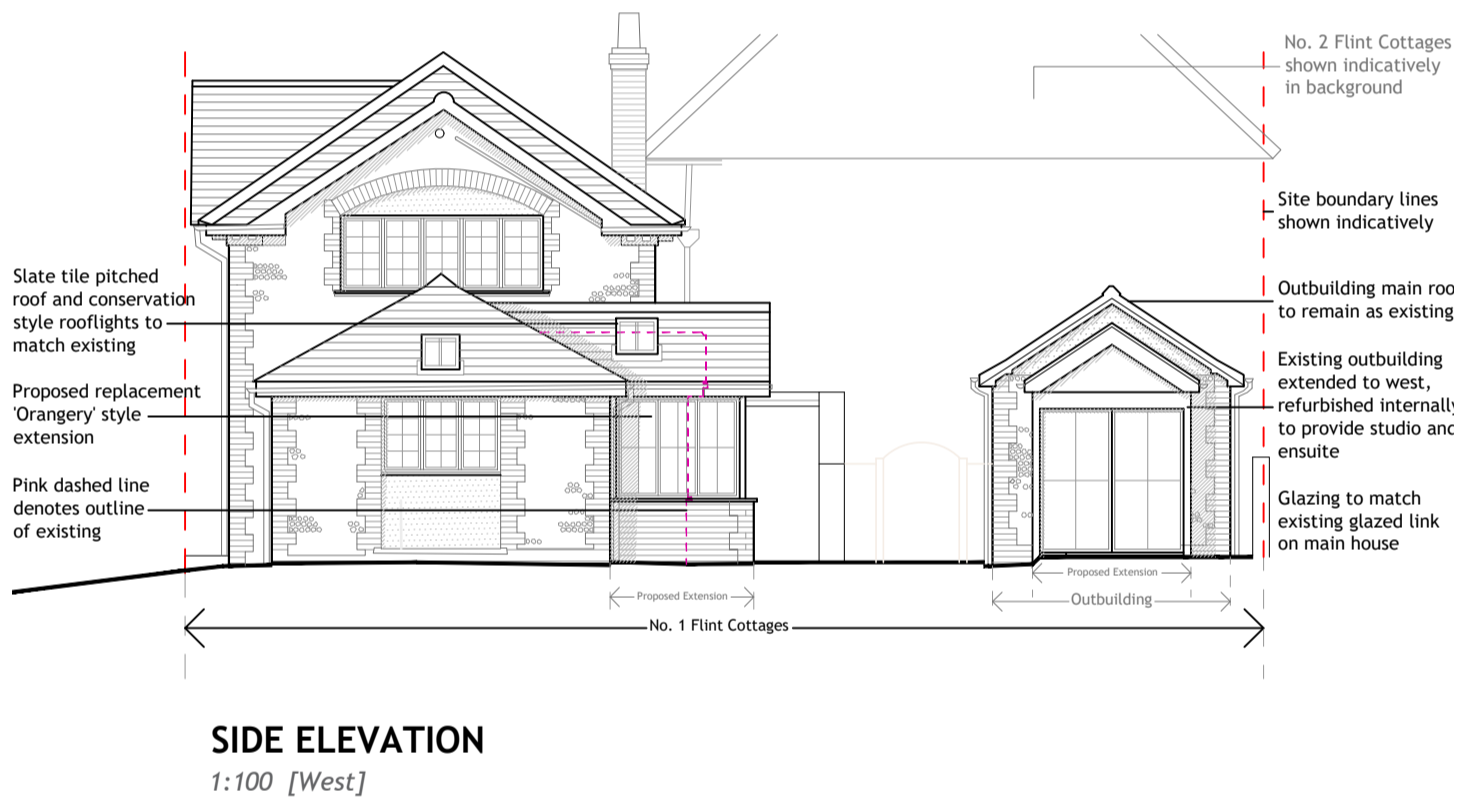 No. 2 Flint Cottages
shown indicatively
in background
Site boundary lines
shown indicatively
Slate tile pitched
roof and conservation
style rooflights to
match existing
Proposed replacement
'Orangery' style
extension
Pink dashed line
denotes outline
of existing
Outbuilding main roo
to remain as existing
Existing outbuilding
extended to west,
refurbished internally
to provide studio and
ensuite
Glazing to match
existing glazed link
on main house
Proposed Extension
Proposed Extension
Outbuilding
No. 1 Flint Cottages
SIDE ELEVATION
1:100 [West]